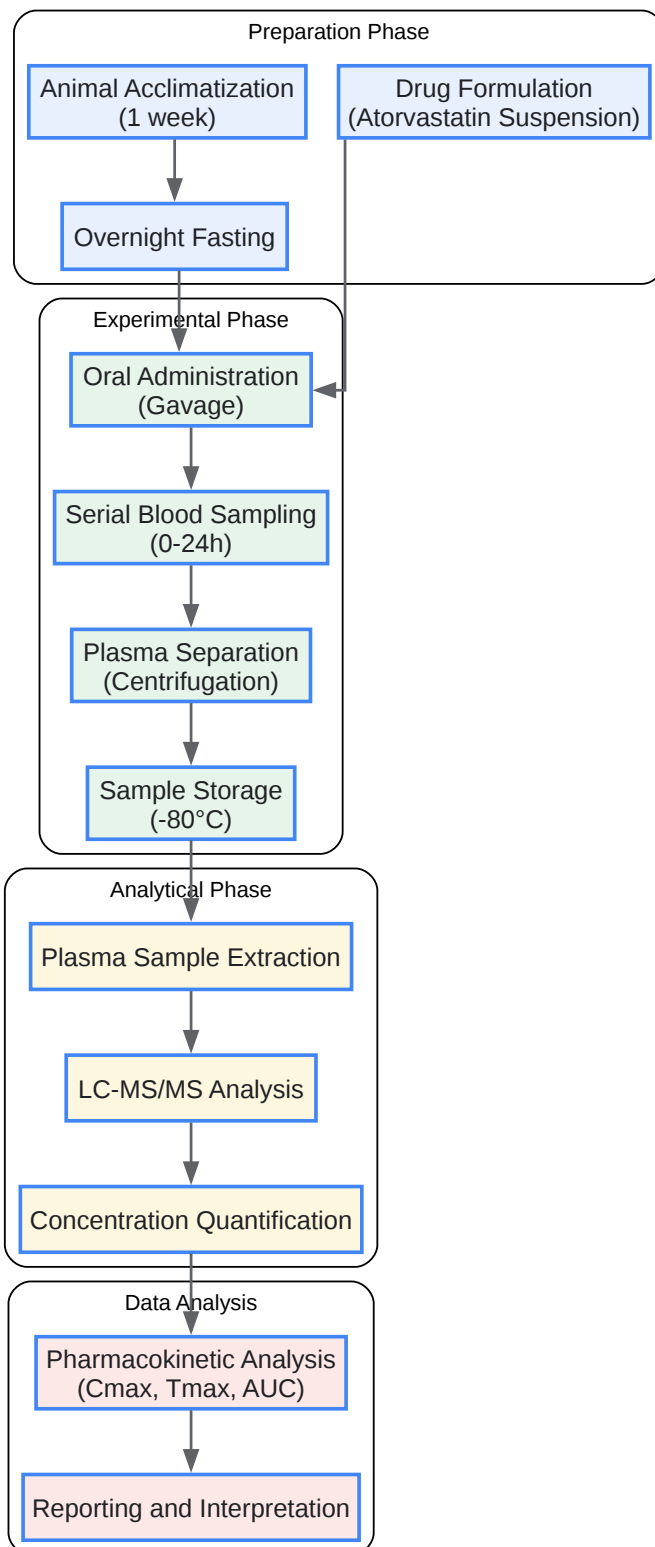 Preparation Phase
Animal Acclimatization
(1 week)
Drug Formulation
(Atorvastatin Suspension)
Overnight Fasting
Experimental Phase
Oral Administration
(Gavage)
Serial Blood Sampling
(0-24h)
Plasma Separation
(Centrifugation)
Sample Storage
(-80°C)
Analytical Phase
Plasma Sample Extraction
LC-MS/MS Analysis
Concentration Quantification
Data Analysis
Pharmacokinetic Analysis
(Cmax, Tmax, AUC)
Reporting and Interpretation